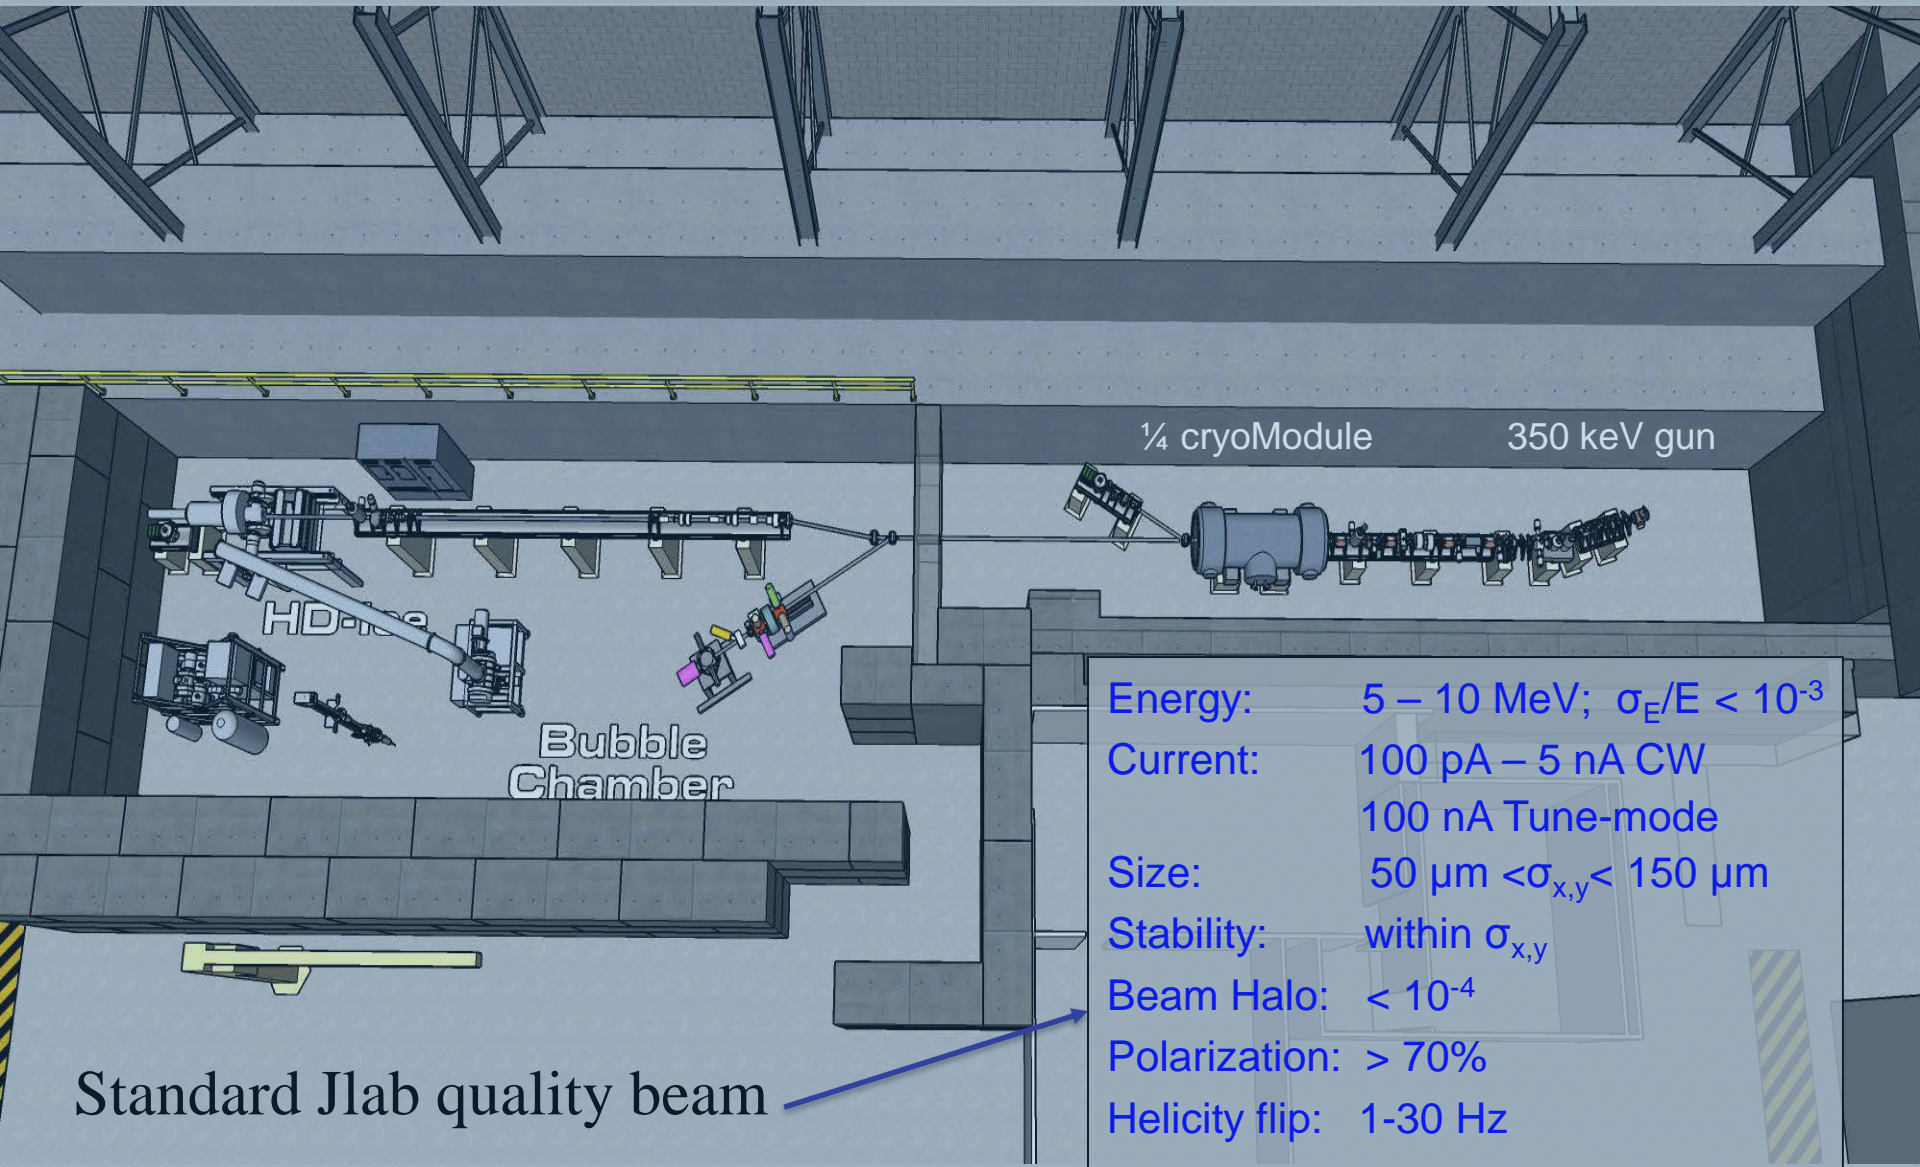 ¼ cryoModule 350 keV gun
HD-Ice
Bubble
Chamber
Energy: 5 – 10 MeV; σE/E < 10-3
Current: 100 pA – 5 nA CW
100 nA Tune-mode
Size: 50 µm <σx,y< 150 µm
Stability: within σx,y
Beam Halo: < 10-4
Polarization: > 70%
Helicity flip: 1-30 Hz
Standard Jlab quality beam